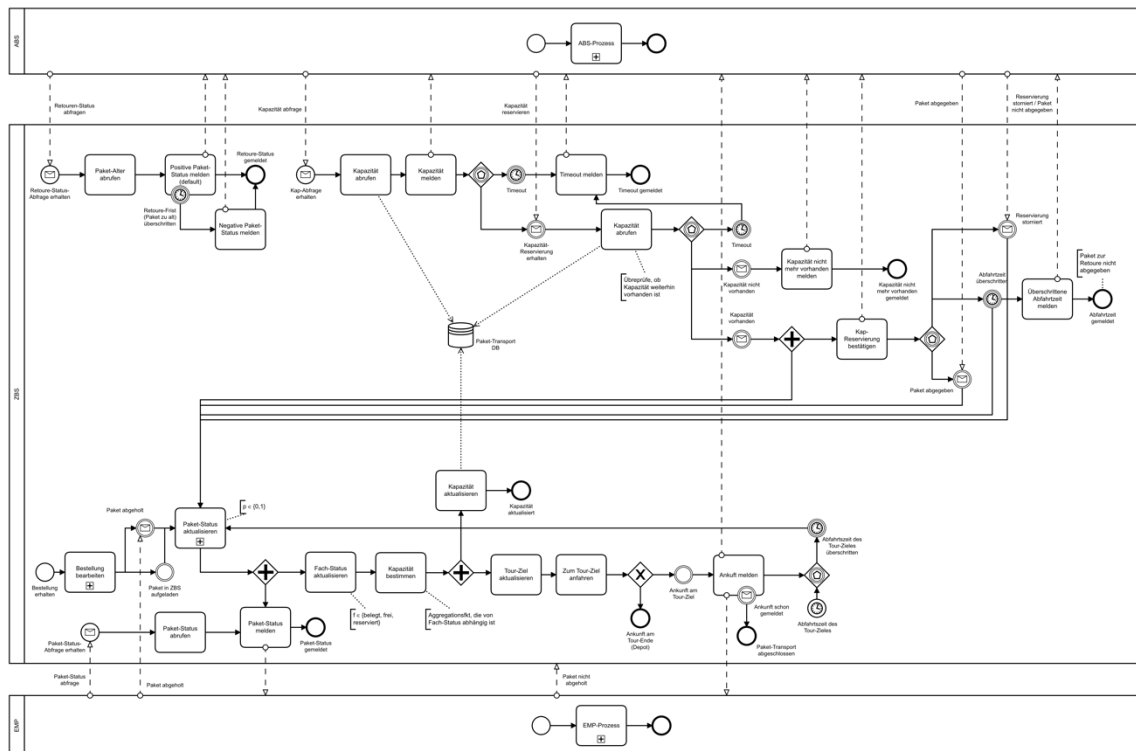 ABS
ABS-Prozess
Retouren-Status
abfragen
Kapazität abfrage
Kapazität
reservieren
Paket abgegeben
Reservierung
storniert / Paket
nicht abgegeben
ZBS
Retoure-Status-
Abfrage erhalten
Paket-Alter
abrufen
Positive Paket-
Status melden
(default)
Retoure-Status
gemeldet
Retoure-Frist
(Paket zu alt)
überschritten
Negative Paket-
Status melden
Kap-Abfrage
erhalten
Kapazität
abrufen
Kapazität
melden
Timeout
Timeout melden
Timeout gemeldet
Kapazität-
Reservierung
erhalten
Kapazität
abrufen
Timeout
Übreprüfe, ob
Kapazität weiterhin
vorhanden ist
Kapazität nicht
vorhanden
Kapazität nicht
mehr vorhanden
melden
Kapazität nicht
mehr vorhanden
gemeldet
Kapazität
vorhanden
Kap-
Reservierung
bestätigen
Reservierung
storniert
Abfahrtzeit
überschritter
Überschrittene
Abfahrtzeit
melden
Paket zur
Retoure nicht
abgegeben
Abfahrtzeit
gemeldet
Paket abgegeben
Paket-Transport
DB
Kapazität
aktualisieren
Kapazität
aktualisiert
Paket abgeholt
Paket-Status
aktualisieren
p ∈ {0,1}
Bestellung
erhalten
Bestellung
bearbeiten
Paket in ZBS
aufgeladen
Fach-Status
aktualisieren
f ∈ {belegt, frei,
reserviert}
Kapazität
bestimmen
Aggregationsfkt, die von
Fach-Status abhängig ist
Tour-Ziel
aktualisieren
Zum Tour-Ziel
anfahren
Ankunft am
Tour-Ziel
Ankunft am
Tour-Ende
(Depot)
Ankuft melden
Ankunft schon
gemeldet
Paket-Transport
abgeschlossen
Abfahrtszeit des
Tour-Zieles
überschritten
Abfahrtszeit des
Tour-Zieles
Paket-Status-
Abfrage erhalten
Paket-Status
abrufen
Paket-Status
melden
Paket-Status
gemeldet
Paket-Status
abfrage
Paket abgeholt
Paket nicht
abgeholt
EMP
EMP-Prozess